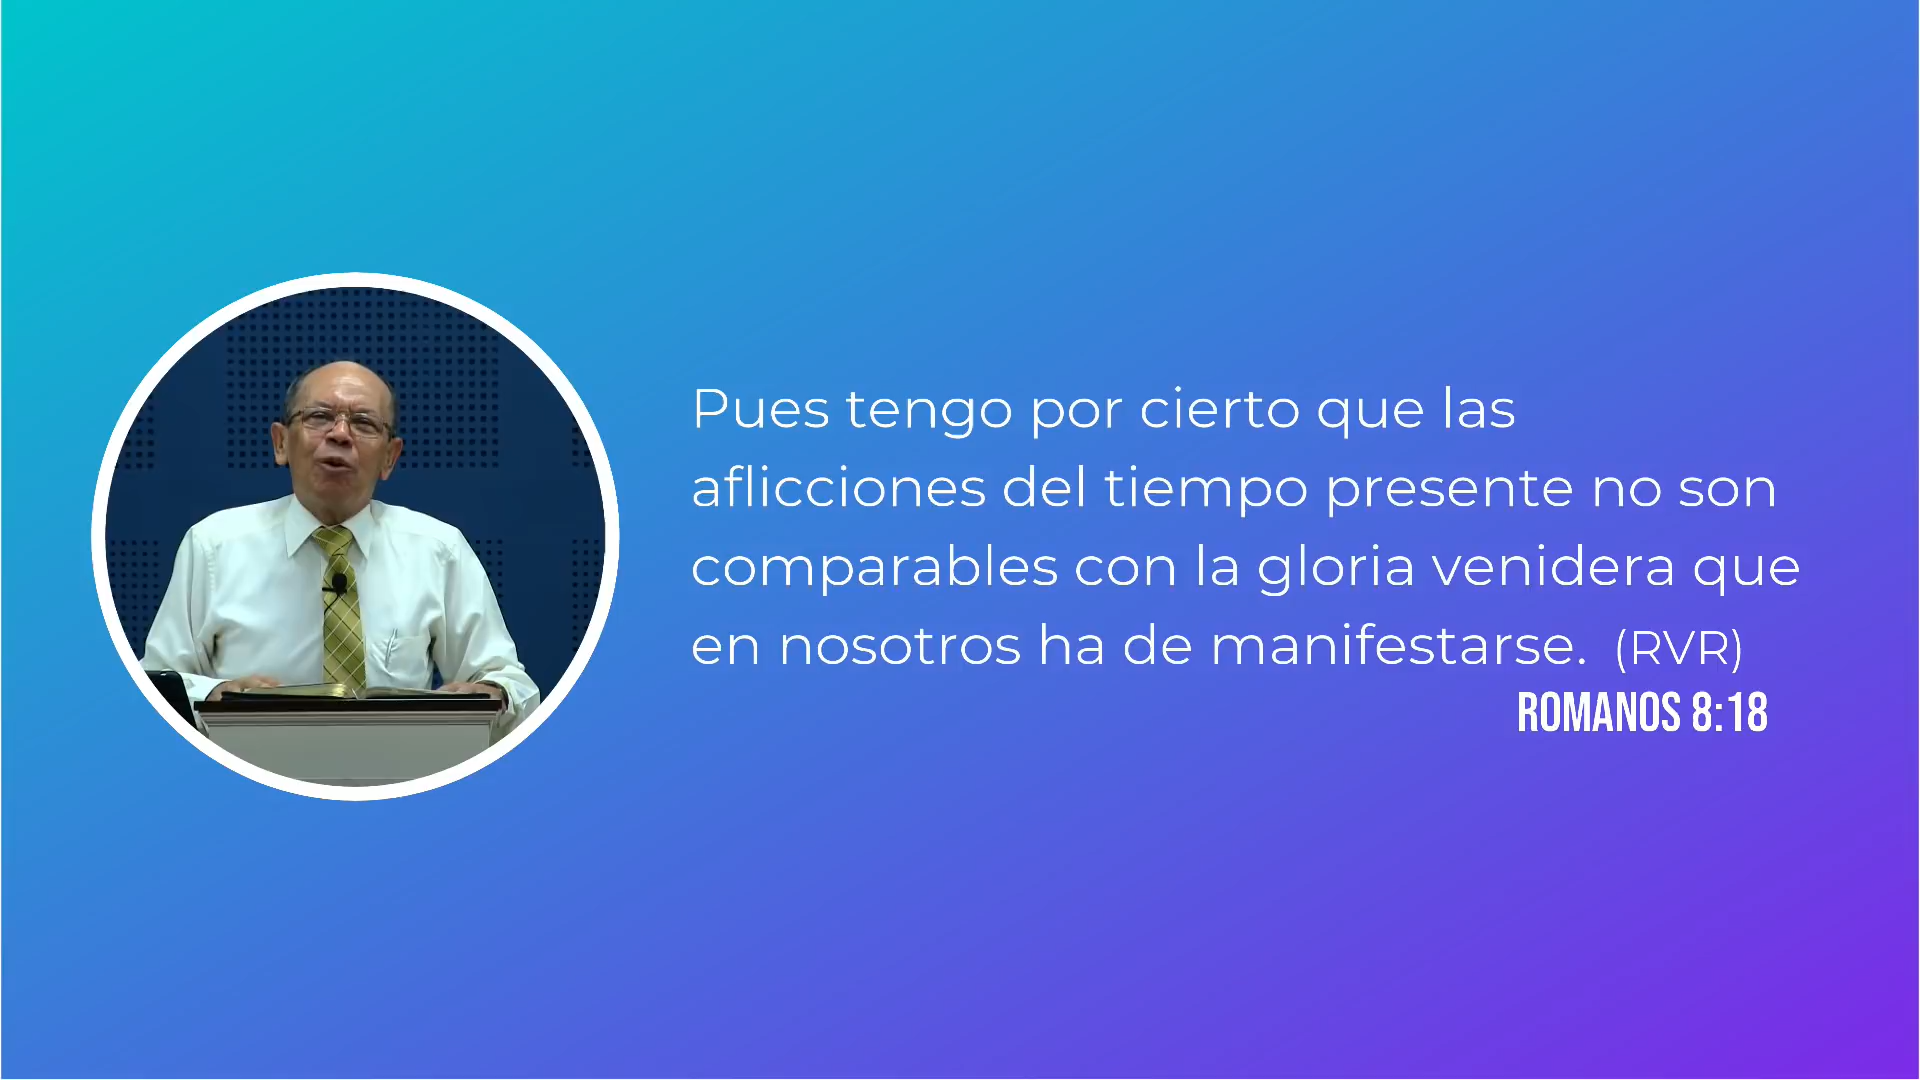 Pues tengo por cierto que las
aflicciones del tiempo presente no son
comparables con la gloria venidera que
en nosotros ha de manifestarse. (RVR)
ROMANOS 8:18